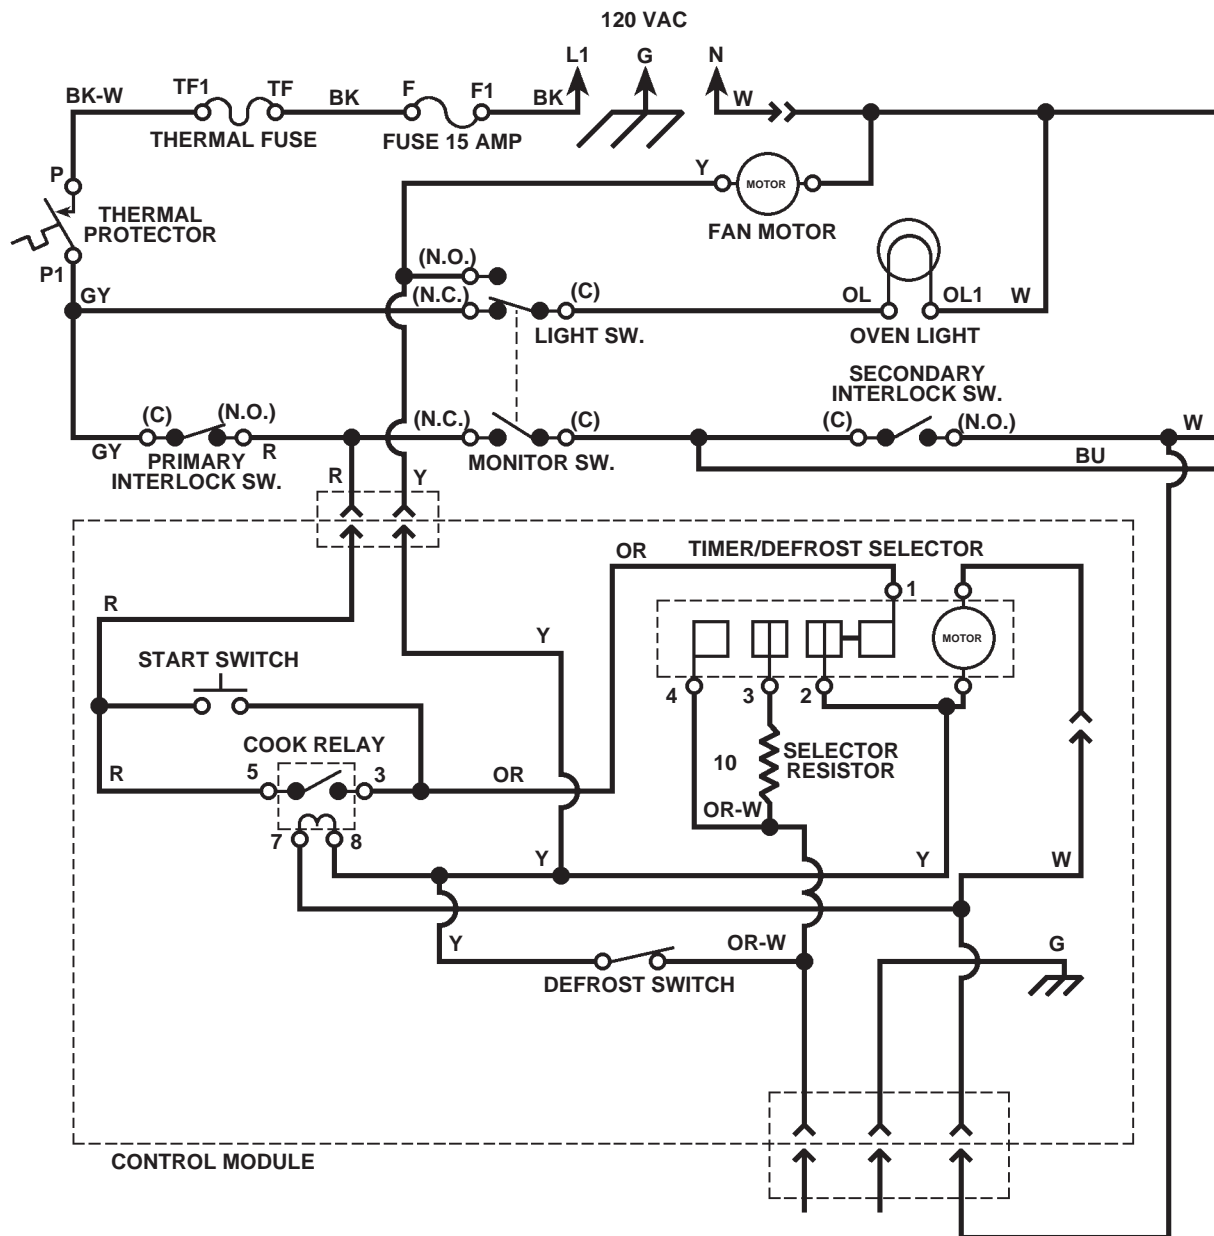 120 VAC
L1 G N
BK-W TF1 TF BK F F1 BK W
THERMAL FUSE FUSE 15 AMP
P Y MOTOR
THERMAL
PROTECTOR
FAN MOTOR
P1 (N.O.)
GY (N.C.) (C) OL OL1 W
LIGHT SW. OVEN LIGHT
SECONDARY
INTERLOCK SW.
(C) (N.O.) (N.C.) (C) (C) (N.O.) W
GY R
PRIMARY
INTERLOCK SW.
MONITOR SW.
BU
R Y
OR TIMER/DEFROST SELECTOR
1
R Y MOTOR
START SWITCH
4 3 2
COOK RELAY
10 SELECTOR
RESISTOR
R 5 3 OR
OR-W
7 8 Y Y W
Y OR-W G
DEFROST SWITCH
CONTROL MODULE